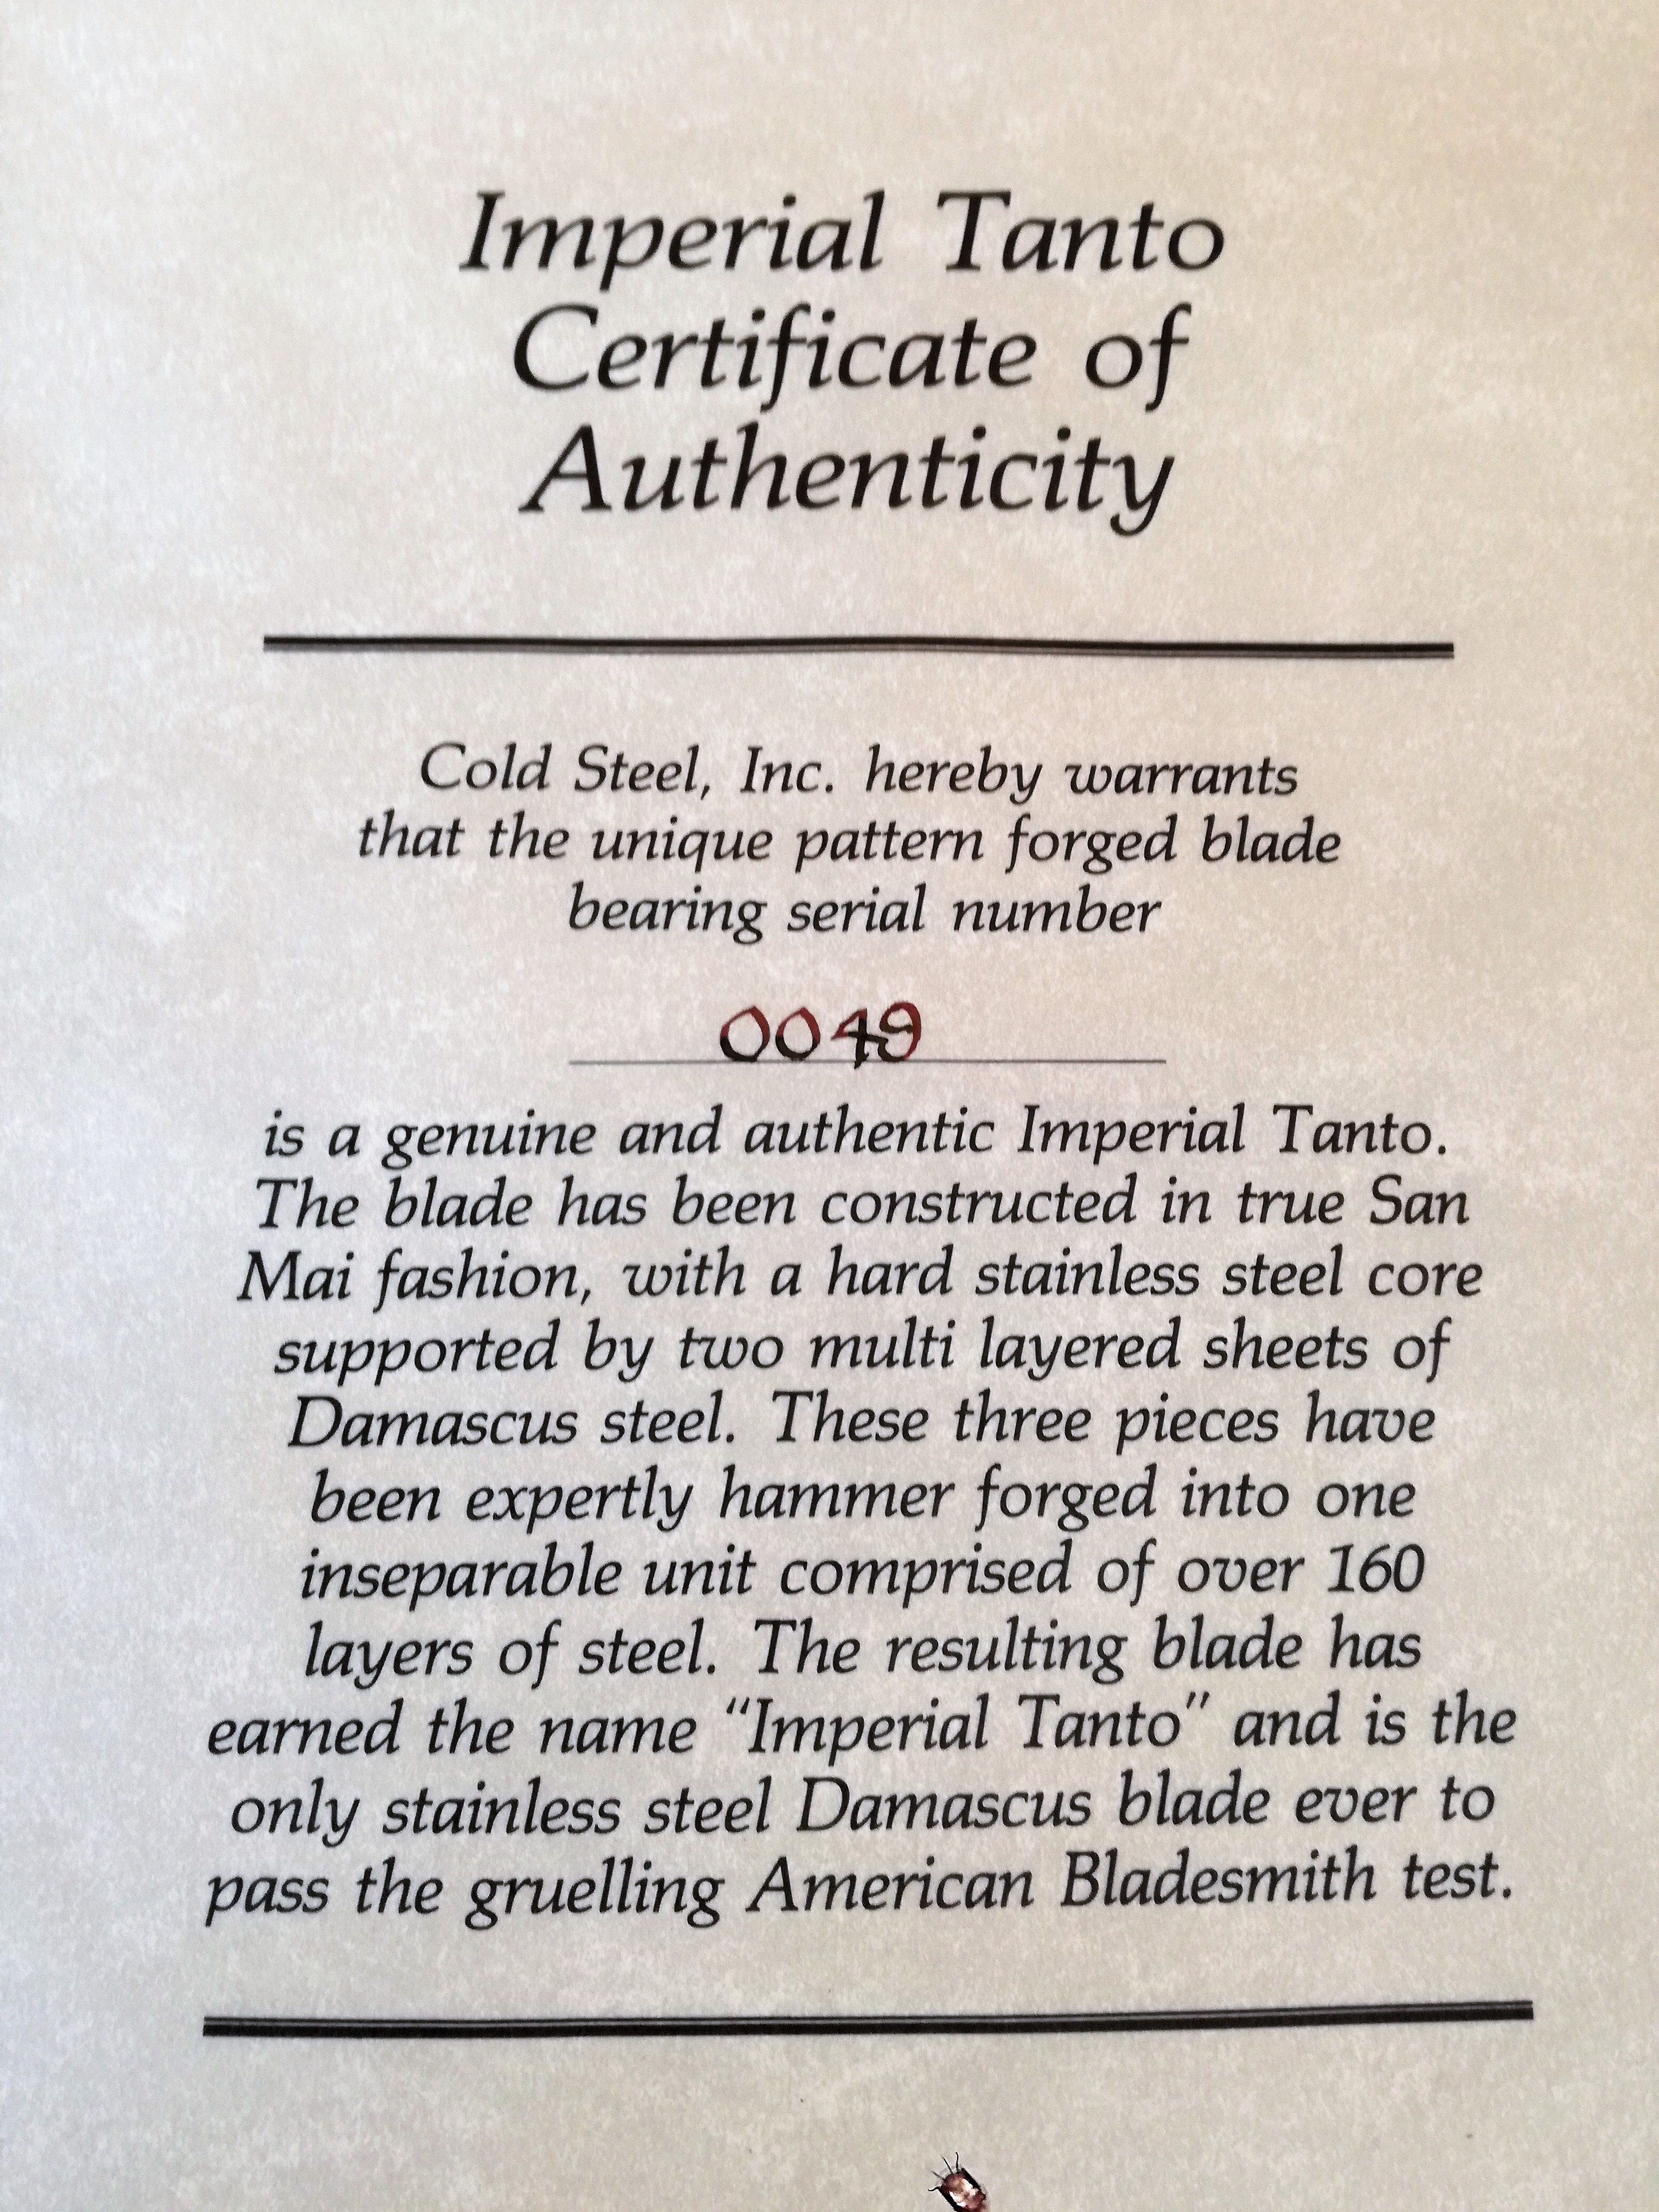 Imperial Tanto
Certificate of
Authenticity
Cold Steel, Inc. hereby warrants
that the unique pattern forged blade
bearing serial number
0049
is a genuine and authentic Imperial Tanto.
The blade has been constructed in true San
Mai fashion, with a hard stainless steel core
supported by two multi layered sheets of
Damascus steel. These three pieces have
been expertly hammer forged into one
inseparable unit comprised of over 160
layers of steel. The resulting blade has
earned the name “Imperial Tanto” and is the
only stainless steel Damascus blade ever to
pass the gruelling American Bladesmith test.